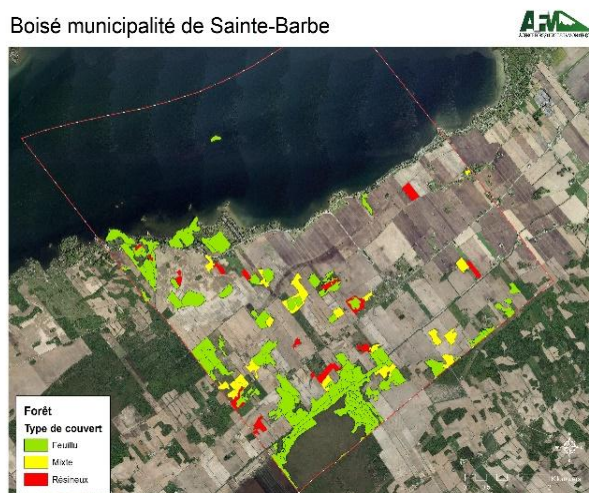 Boisé municipalité de Sainte-Barbe
AFM
Forêt
Type de couvert
Feuillu
Mixte
Résineux